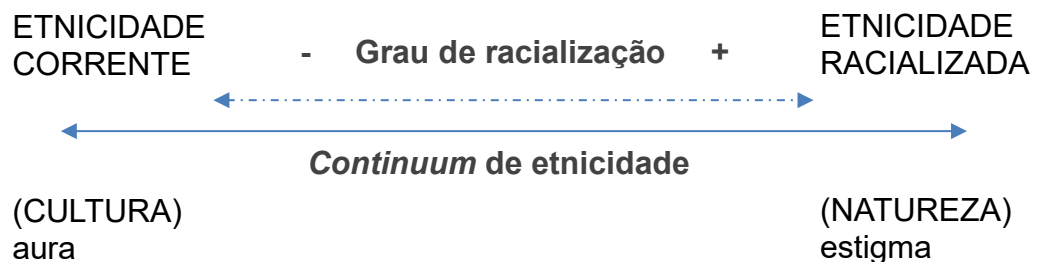 ETNICIDADE
CORRENTE
- Grau de racialização +
ETNICIDADE
RACIALIZADA
Continuum de etnicidade
(CULTURA)
aura
(NATUREZA)
estigma